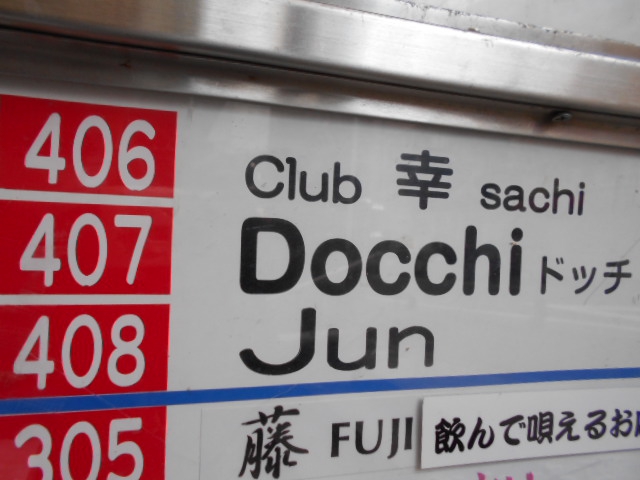 406 Club 幸 sachi
407 Docchi ドッチ
408 Jun
305 藤 FUJI 飲んで唄えるお